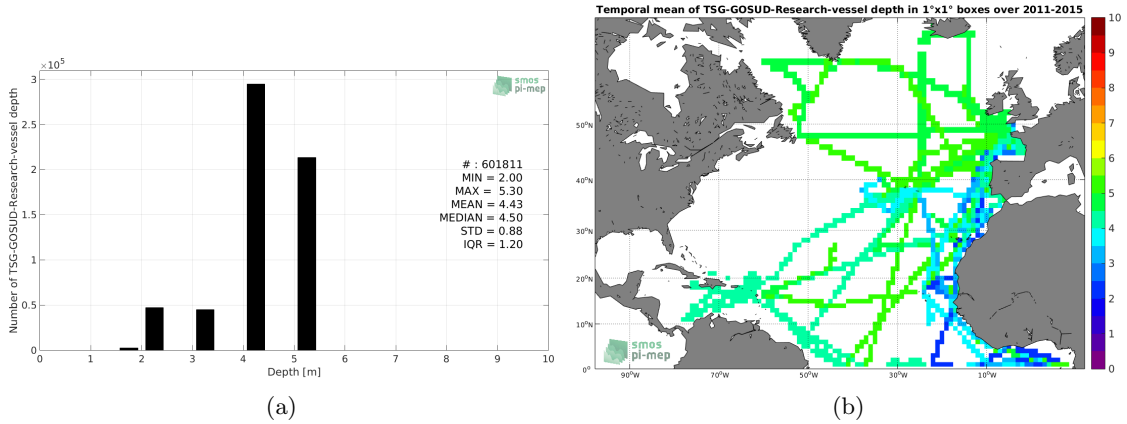 ×10⁵
3
2.5
2
1.5
1
0.5
0
0 1 2 3 4 5 6 7 8 9 10
Depth [m]
Number of TSG-GOSUD-Research-vessel depth
smos
pi-mep
# : 601811
MIN = 2.00
MAX = 5.30
MEAN = 4.43
MEDIAN = 4.50
STD = 0.88
IQR = 1.20
(a)
Temporal mean of TSG-GOSUD-Research-vessel depth in 1°x1° boxes over 2011-2015
50°N
40°N
30°N
20°N
10°N
0°
90°W 70°W 50°W 30°W 10°W
smos
pi-mep
10
9
8
7
6
5
4
3
2
1
0
(b)